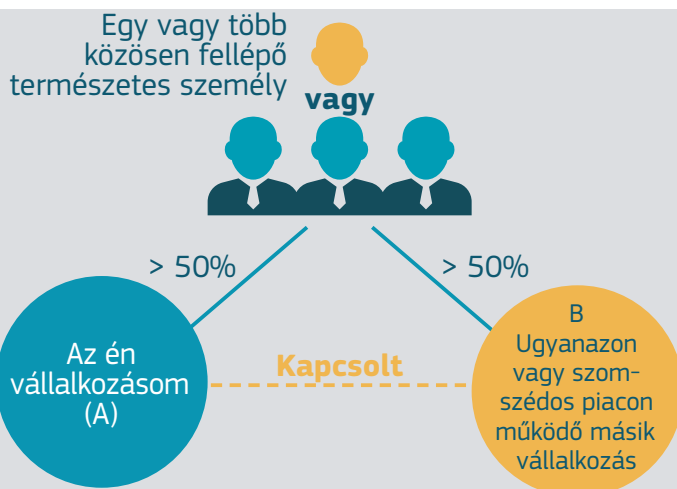 Egy vagy több
közösen fellépő
természetes személy
vagy
> 50%
> 50%
Az én
vállalkozásom
(A)
Kapcsolt
B
Ugyanazon
vagy szom-
szédos piacon
működő másik
vállalkozás